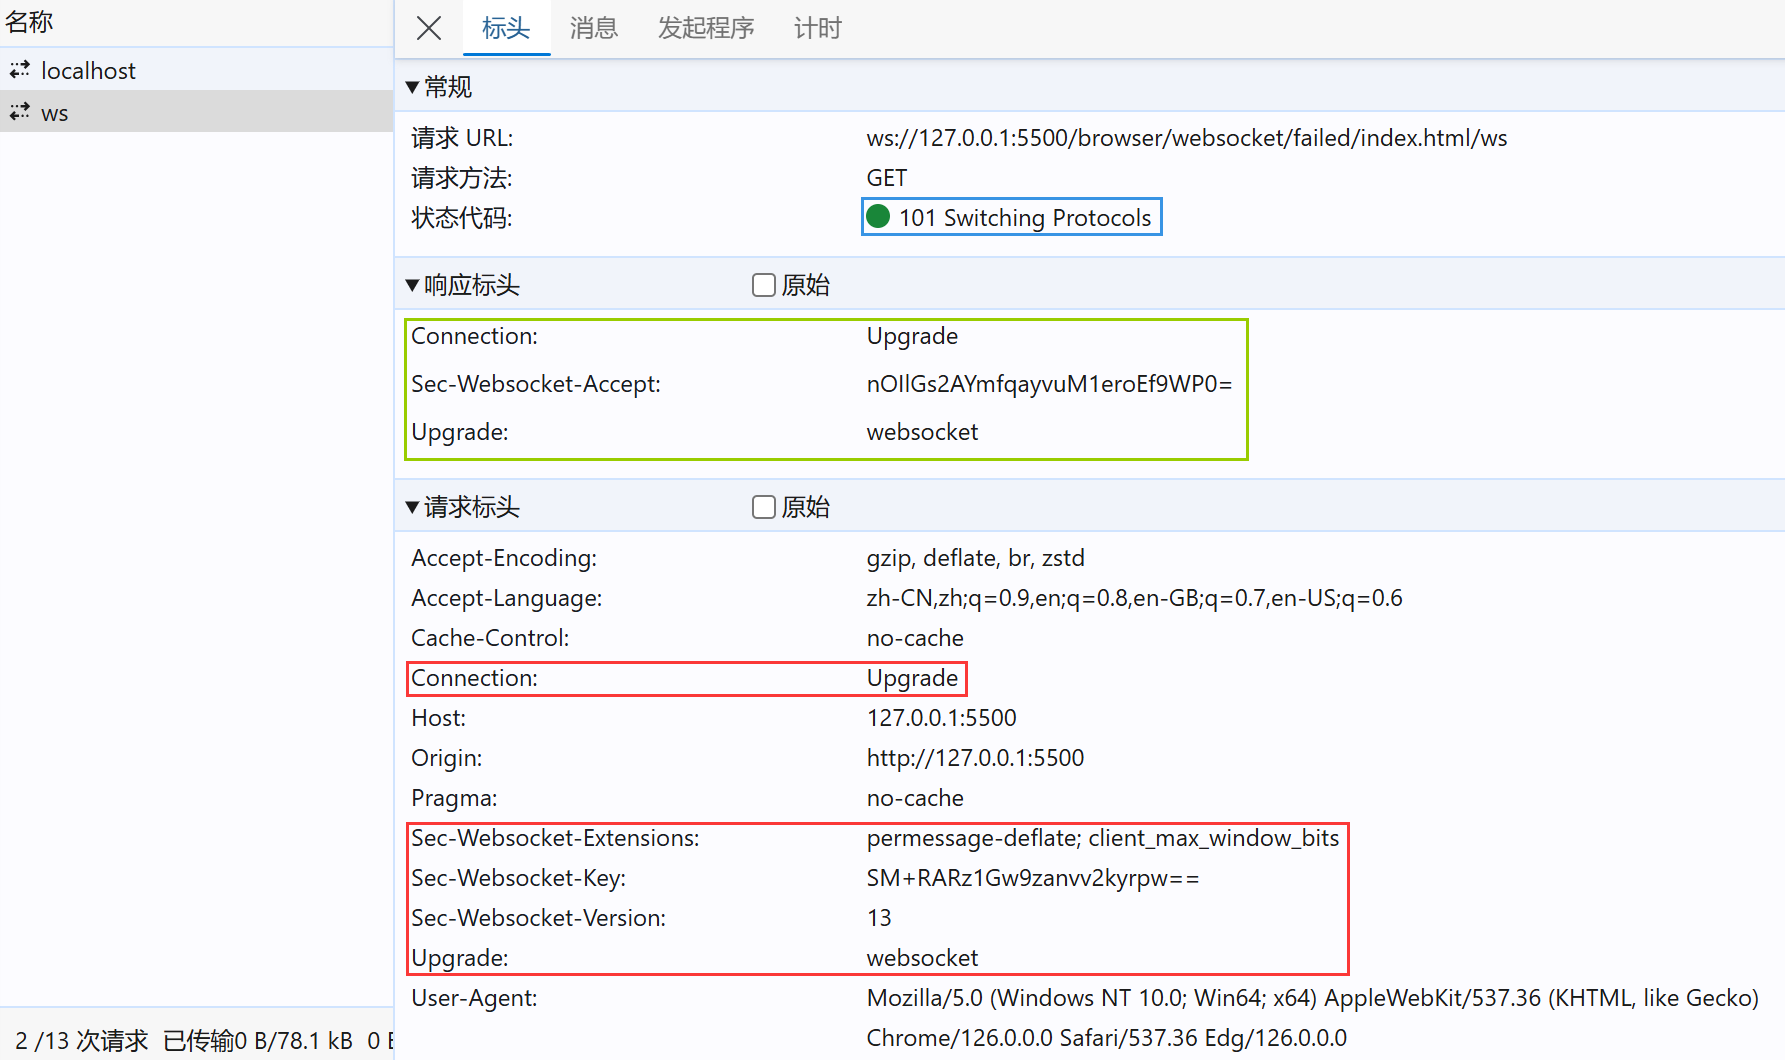 名称
localhost
ws
2 /13 次请求 已传输0 B/78.1 kB 0 B
标头 消息 发起程序 计时
常规
请求 URL: ws://127.0.0.1:5500/browser/websocket/failed/index.html/ws
请求方法: GET
状态代码: 101 Switching Protocols
响应标头 原始
Connection: Upgrade
Sec-Websocket-Accept: nOIlGs2AYmfqayvuM1eroEf9WP0=
Upgrade: websocket
请求标头 原始
Accept-Encoding: gzip, deflate, br, zstd
Accept-Language: zh-CN,zh;q=0.9,en;q=0.8,en-GB;q=0.7,en-US;q=0.6
Cache-Control: no-cache
Connection: Upgrade
Host: 127.0.0.1:5500
Origin: http://127.0.0.1:5500
Pragma: no-cache
Sec-Websocket-Extensions: permessage-deflate; client_max_window_bits
Sec-Websocket-Key: SM+RARz1Gw9zanvv2kyrpw==
Sec-Websocket-Version: 13
Upgrade: websocket
User-Agent: Mozilla/5.0 (Windows NT 10.0; Win64; x64) AppleWebKit/537.36 (KHTML, like Gecko)
Chrome/126.0.0.0 Safari/537.36 Edg/126.0.0.0